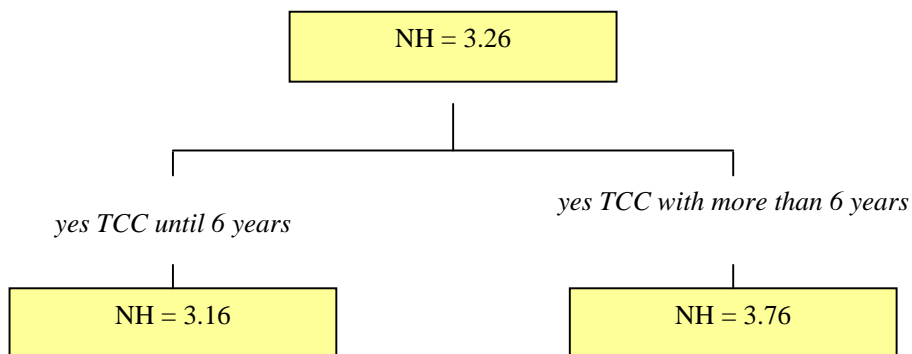 NH = 3.26
yes TCC until 6 years
yes TCC with more than 6 years
NH = 3.16
NH = 3.76